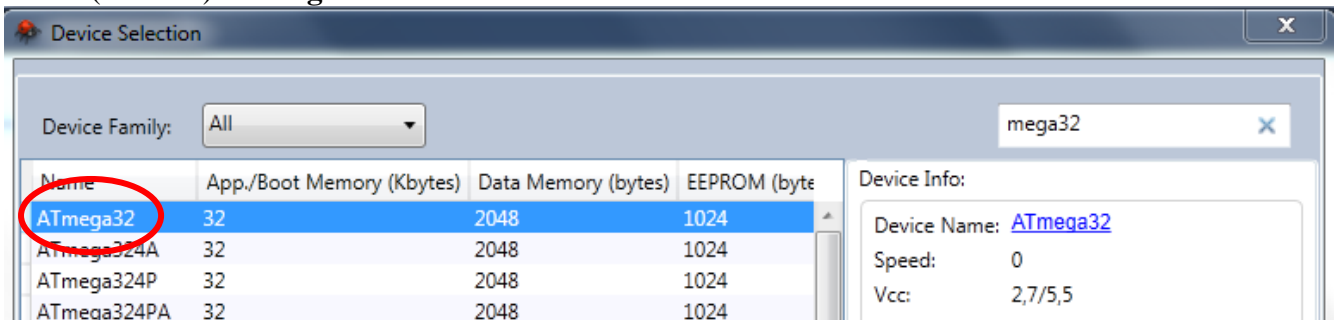 Device Selection
x
Device Family: All mega32 ×
Name App./Boot Memory (Kbytes) Data Memory (bytes) EEPROM (byte Device Info:
ATmega32 32 2048 1024 Device Name: ATmega32
ATmega324A 32 2048 1024 Speed: 0
ATmega324P 32 2048 1024 Vcc: 2,7/5,5
ATmega324PA 32 2048 1024